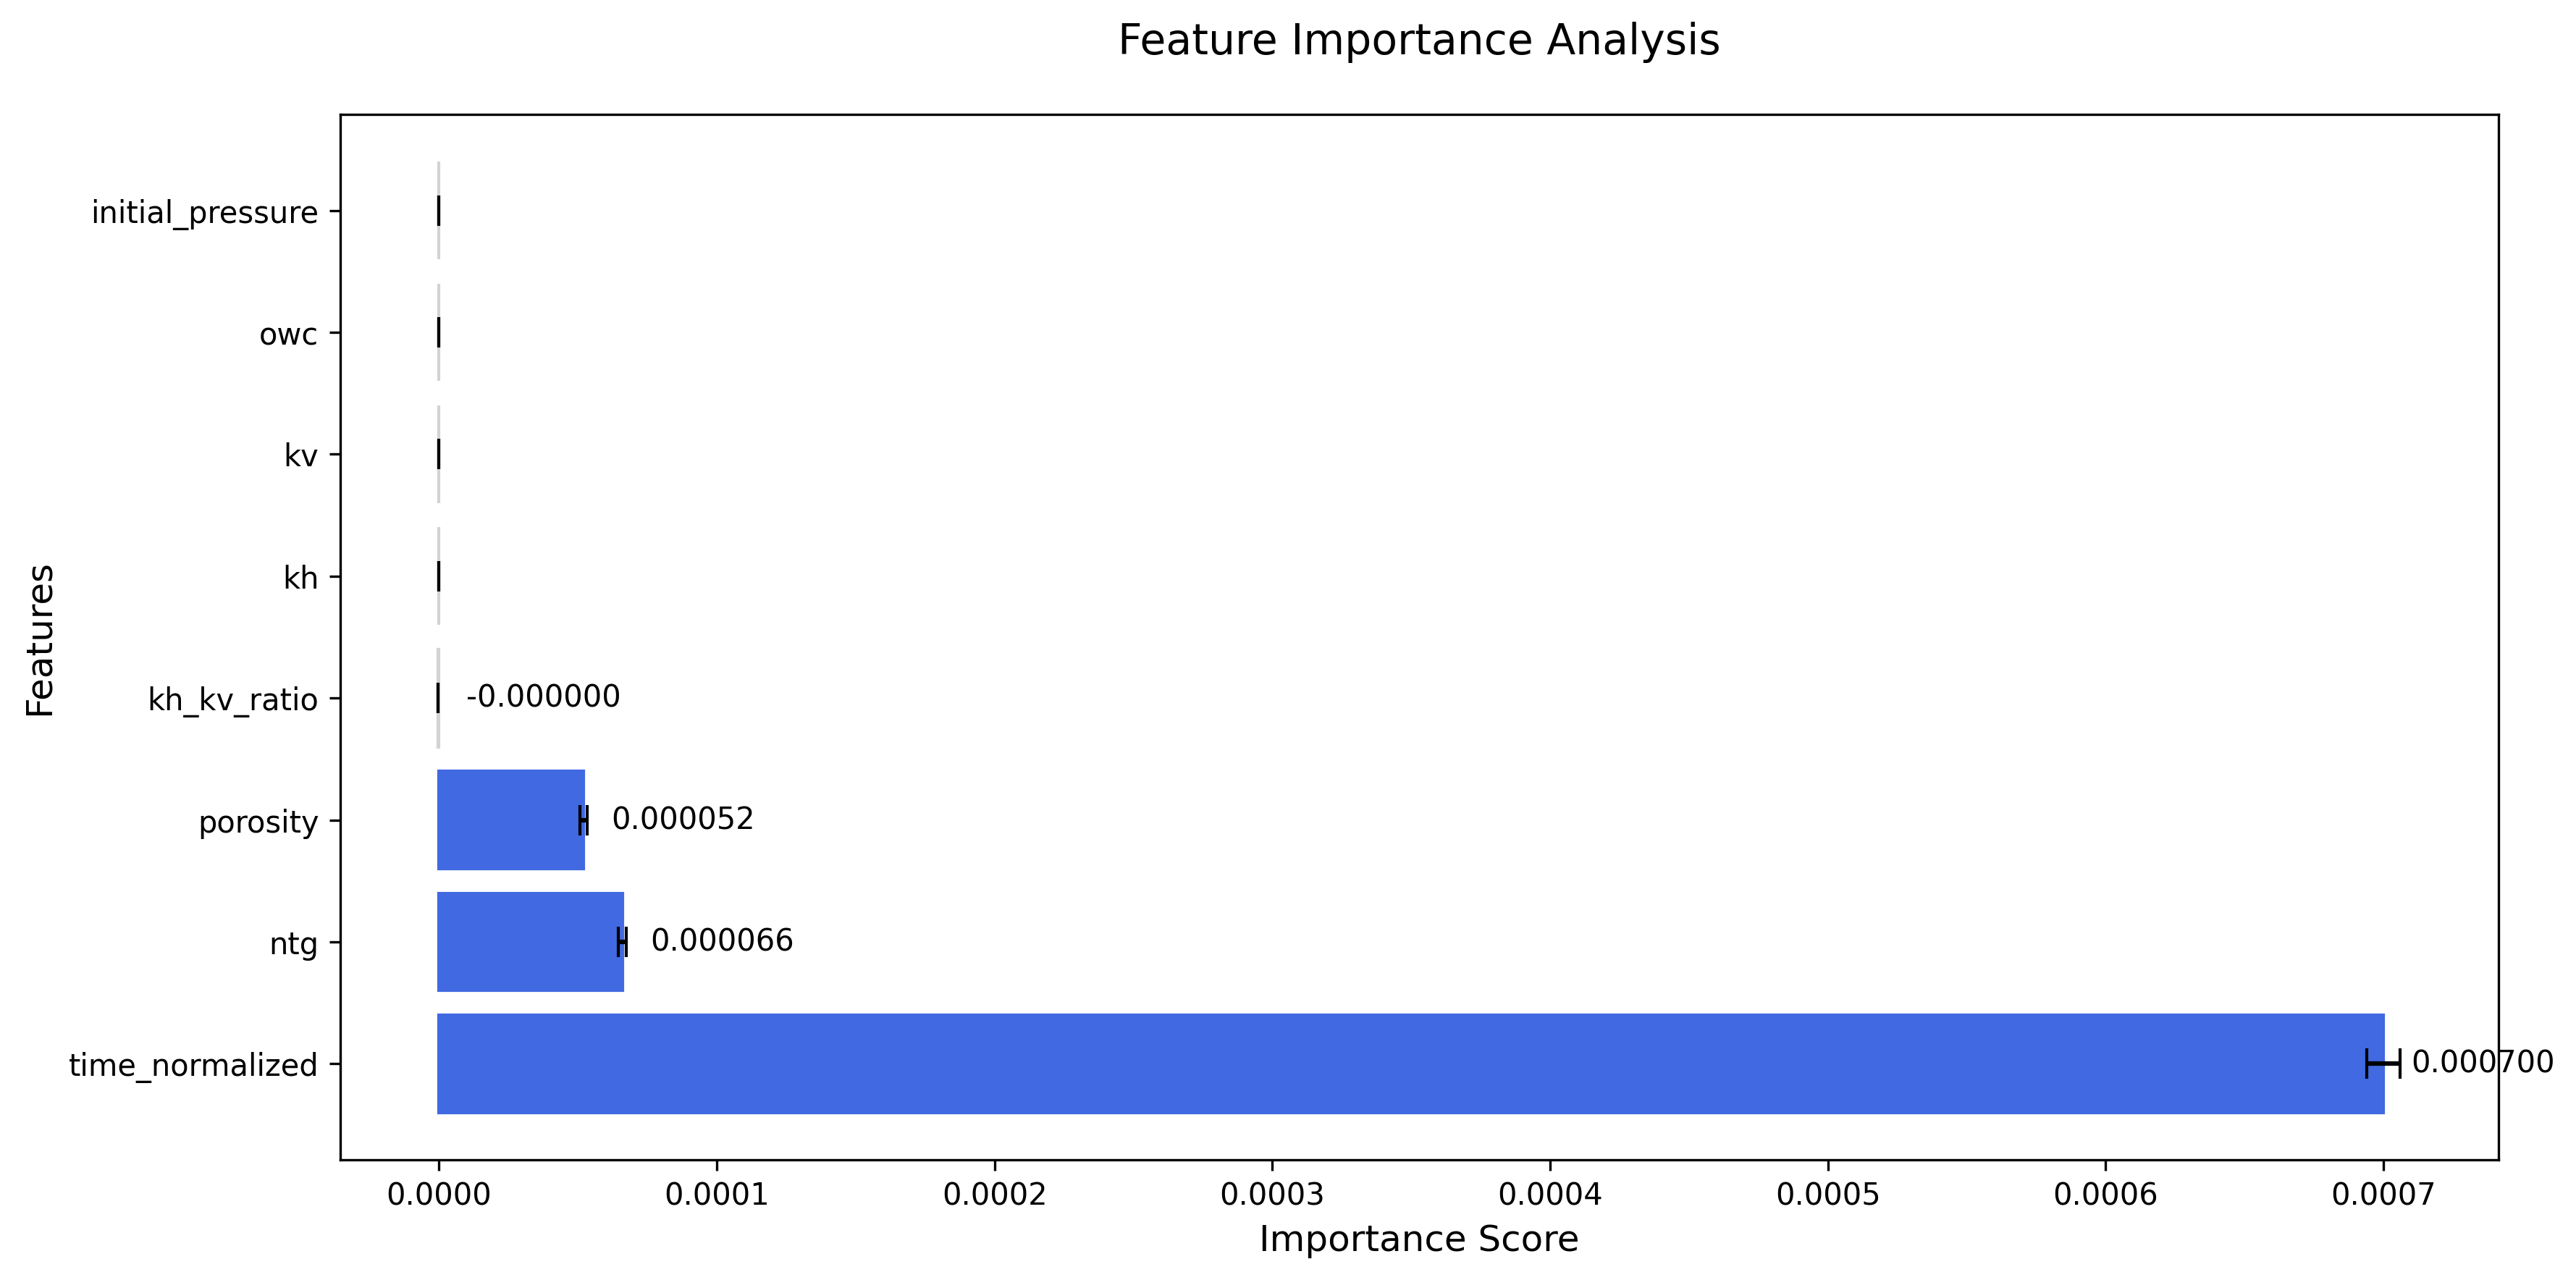 Feature Importance Analysis
initial_pressure
owc
kv
kh
kh_kv_ratio
-0.000000
porosity
0.000052
ntg
0.000066
time_normalized
0.000700
Features
0.0000 0.0001 0.0002 0.0003 0.0004 0.0005 0.0006 0.0007
Importance Score